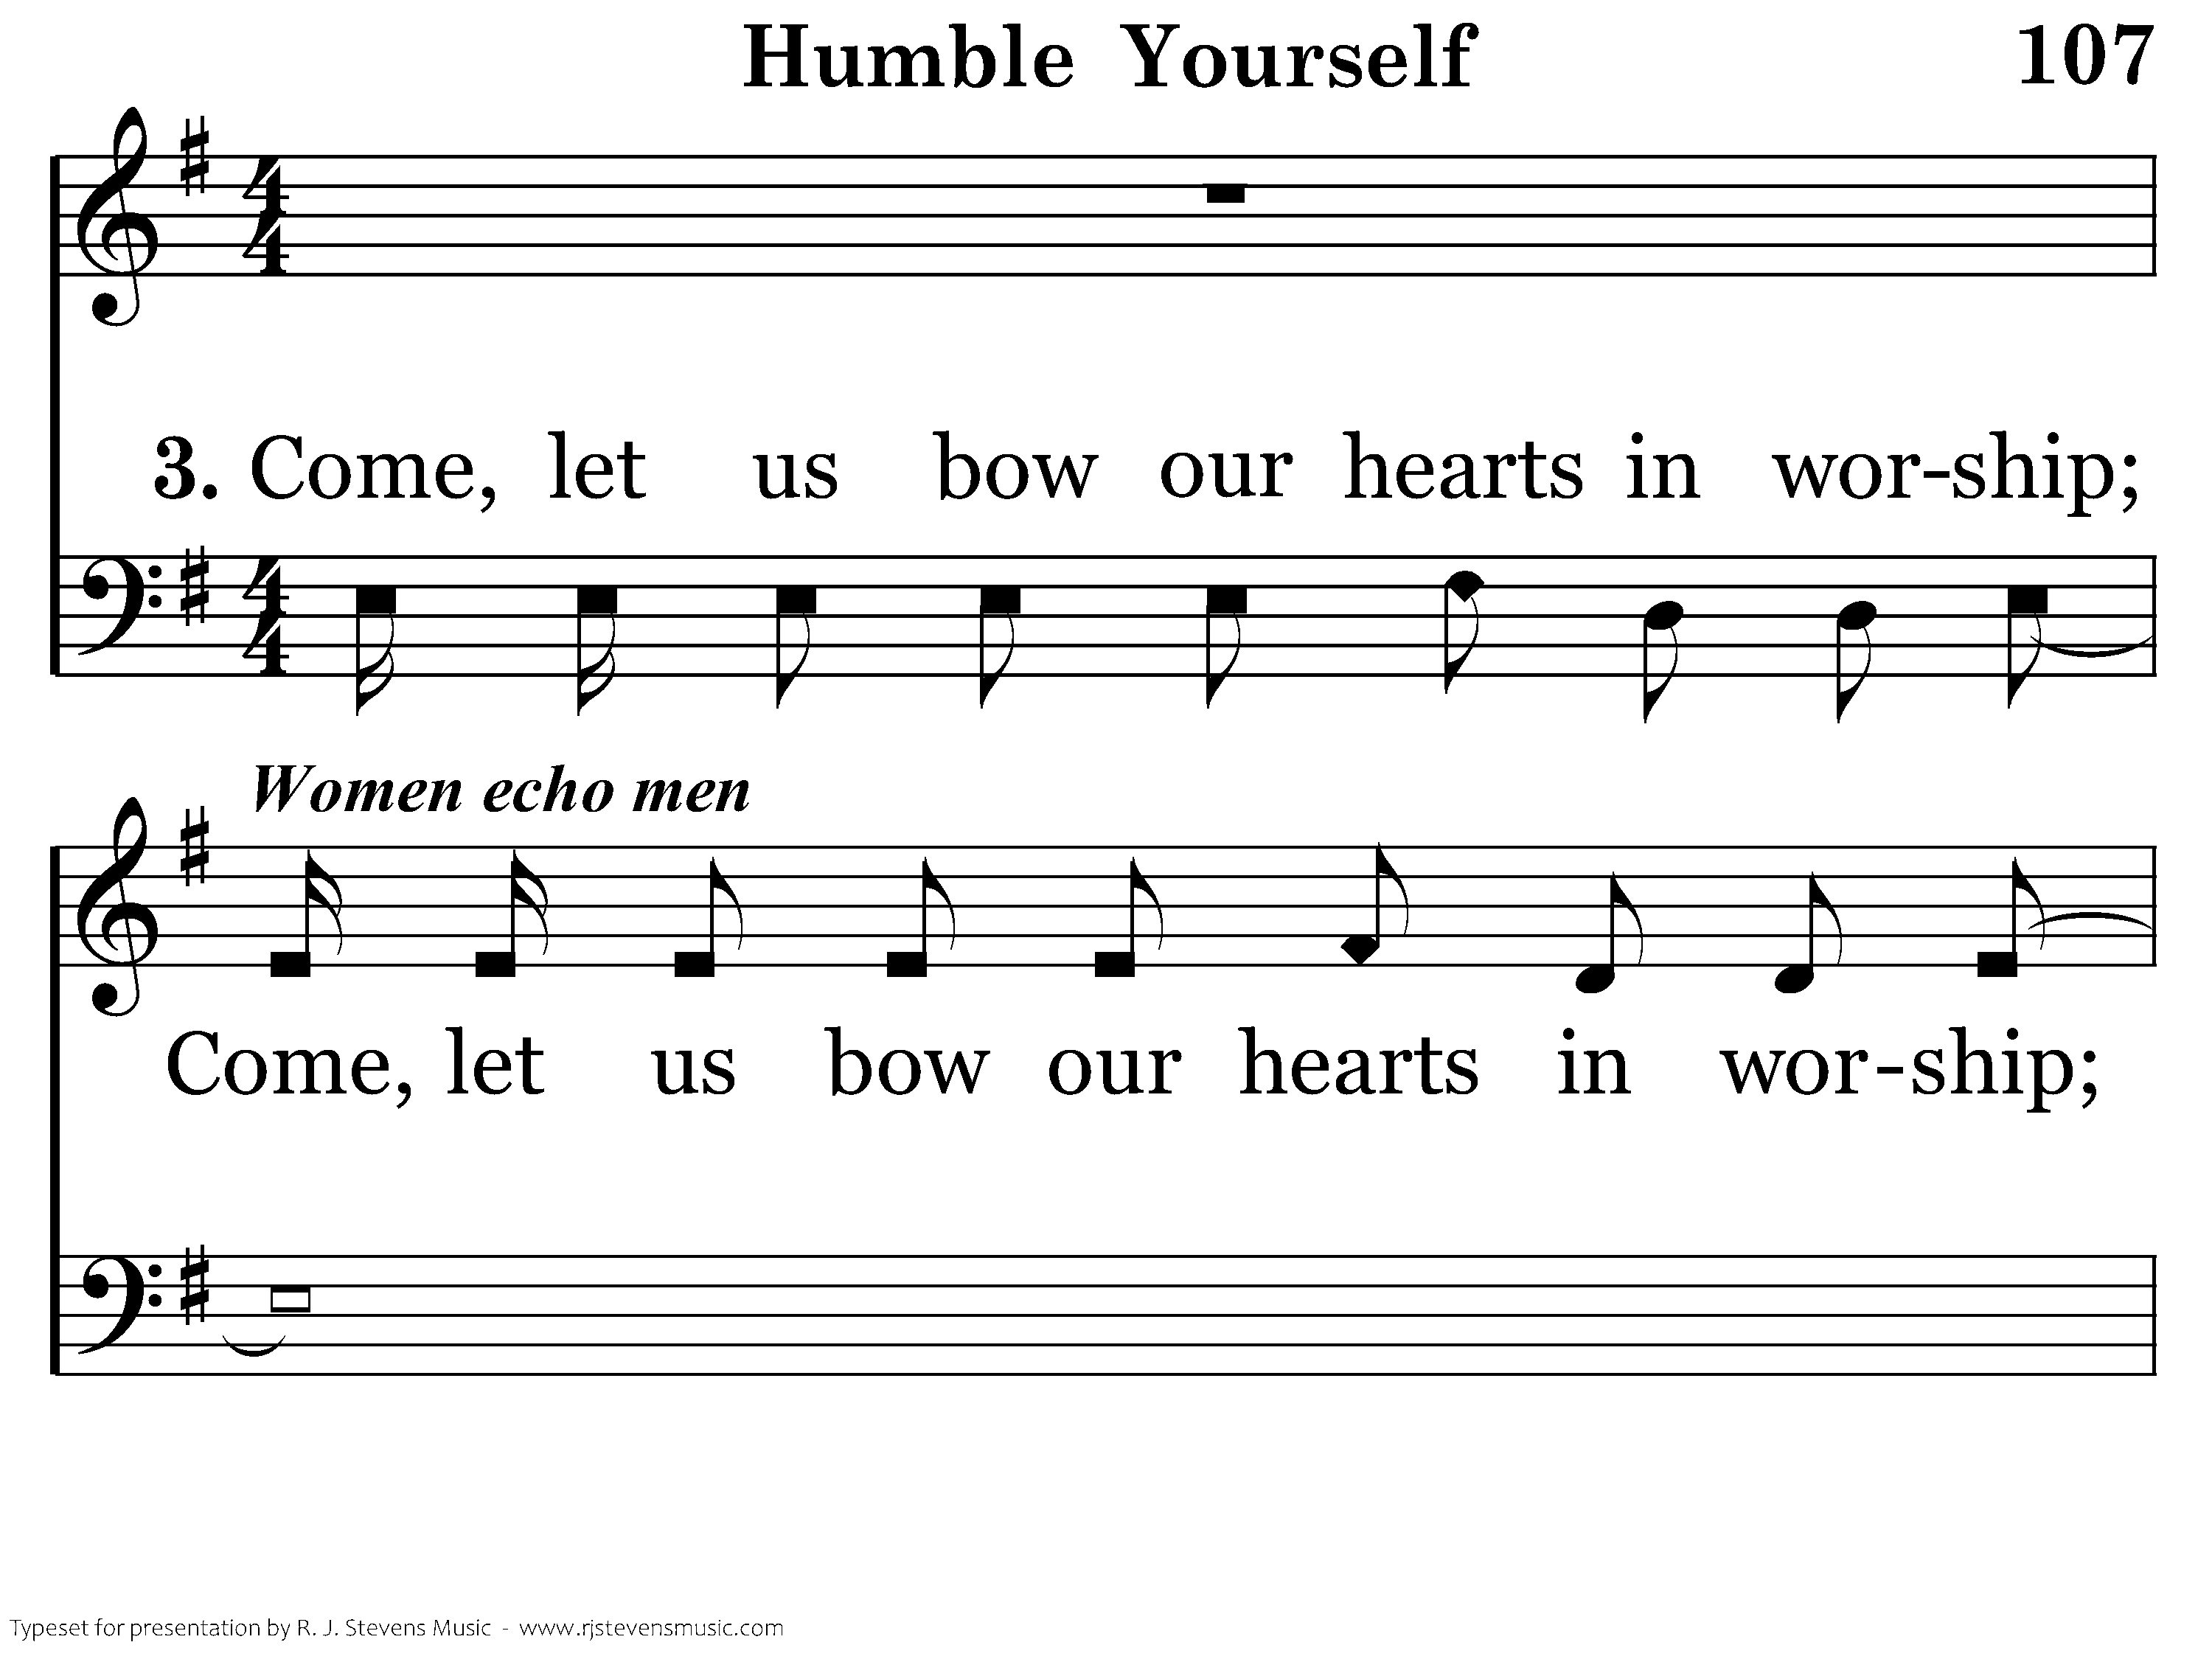 Humble Yourself 107
3. Come, let us bow our hearts in wor-ship;
Women echo men
Come, let us bow our hearts in wor-ship;
Typeset for presentation by R. J. Stevens Music - www.rjstevensmusic.com